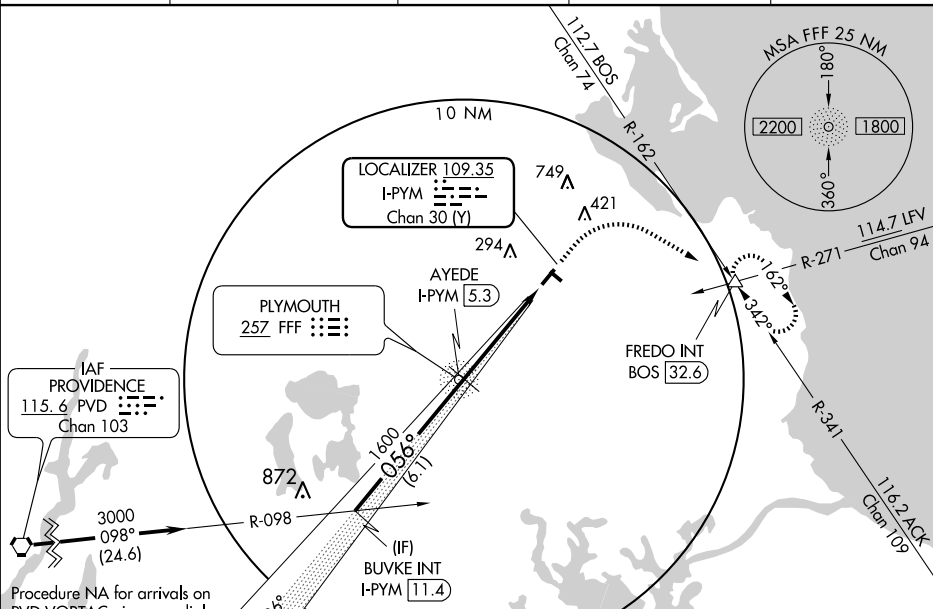 112.7 BOS
Chan 74
R-162
MSA FFF 25 NM
180°
2200
1800
360°
10 NM
LOCALIZER 109.35
I-PYM
Chan 30 (Y)
749
421
294
114.7 LFV
Chan 94
R-271
162°
342°
AYEDE
I-PYM 5.3
PLYMOUTH
257 FFF
FREDO INT
BOS 32.6
IAF
PROVIDENCE
115.6 PVD
Chan 103
R-341
116.2 ACK
Chan 109
1600
056°
(6.1)
872
3000
098°
(24.6)
R-098
(IF)
BUVKE INT
I-PYM 11.4
Procedure NA for arrivals on